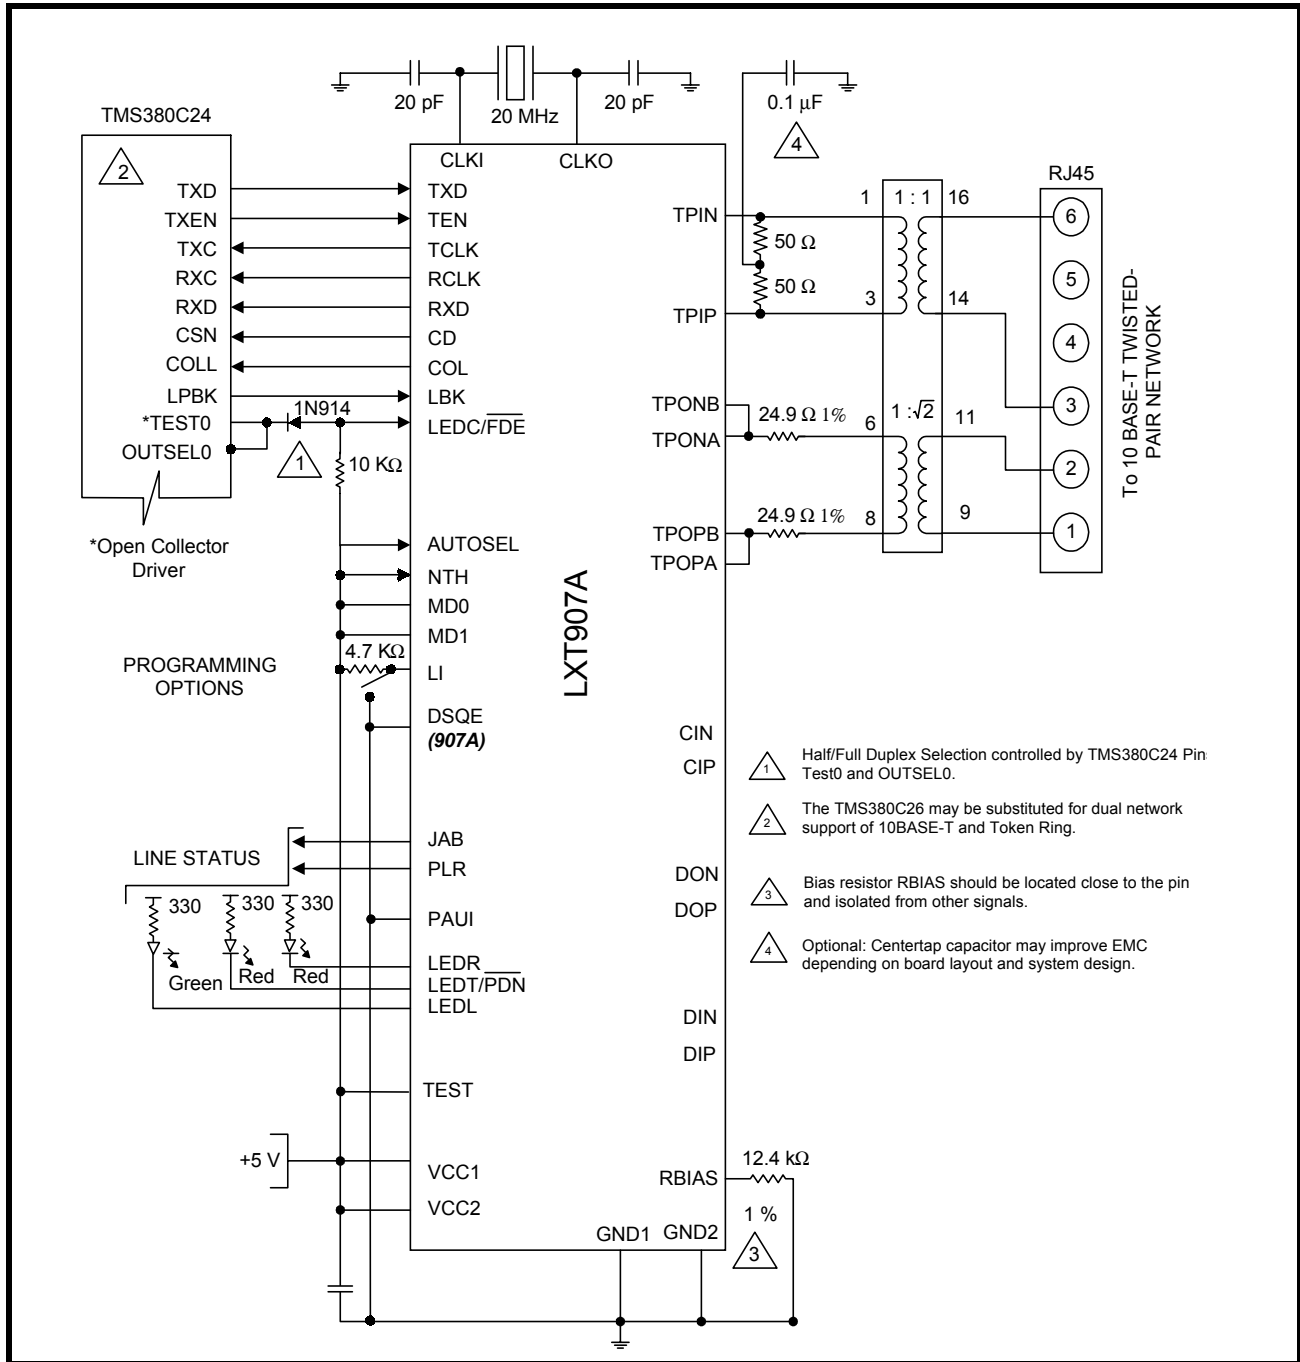 20 pF
20 MHz
20 pF
0.1 µF
4
TMS380C24
2
TXD
TXEN
TXC
RXC
RXD
CSN
COLL
LPBK
*TEST0
OUTSEL0
1N914
1
10 KΩ
*Open Collector
Driver
CLKI
CLKO
TXD
TEN
TCLK
RCLK
RXD
CD
COL
LBK
LEDC/FDE
AUTOSEL
NTH
MD0
MD1
4.7 KΩ
LI
DSQE
(907A)
PROGRAMMING
OPTIONS
JAB
PLR
LINE STATUS
330
330
330
Green
Red
Red
PAUI
LEDR
LEDT/PDN
LEDL
TEST
+5 V
VCC1
VCC2
LXT907A
TPIN
TPIP
50 Ω
50 Ω
1
1 : 1
16
3
14
TPONB
TPONA
24.9 Ω 1%
6
1 :√2
11
TPOPB
TPOPA
24.9 Ω 1%
8
9
RJ45
6
5
4
3
2
1
To 10 BASE-T TWISTED-
PAIR NETWORK
CIN
CIP
DON
DOP
DIN
DIP
RBIAS
12.4 kΩ
1 %
3
GND1
GND2
1
Half/Full Duplex Selection controlled by TMS380C24 Pin
Test0 and OUTSEL0.
2
The TMS380C26 may be substituted for dual network
support of 10BASE-T and Token Ring.
3
Bias resistor RBIAS should be located close to the pin
and isolated from other signals.
4
Optional: Centertap capacitor may improve EMC
depending on board layout and system design.